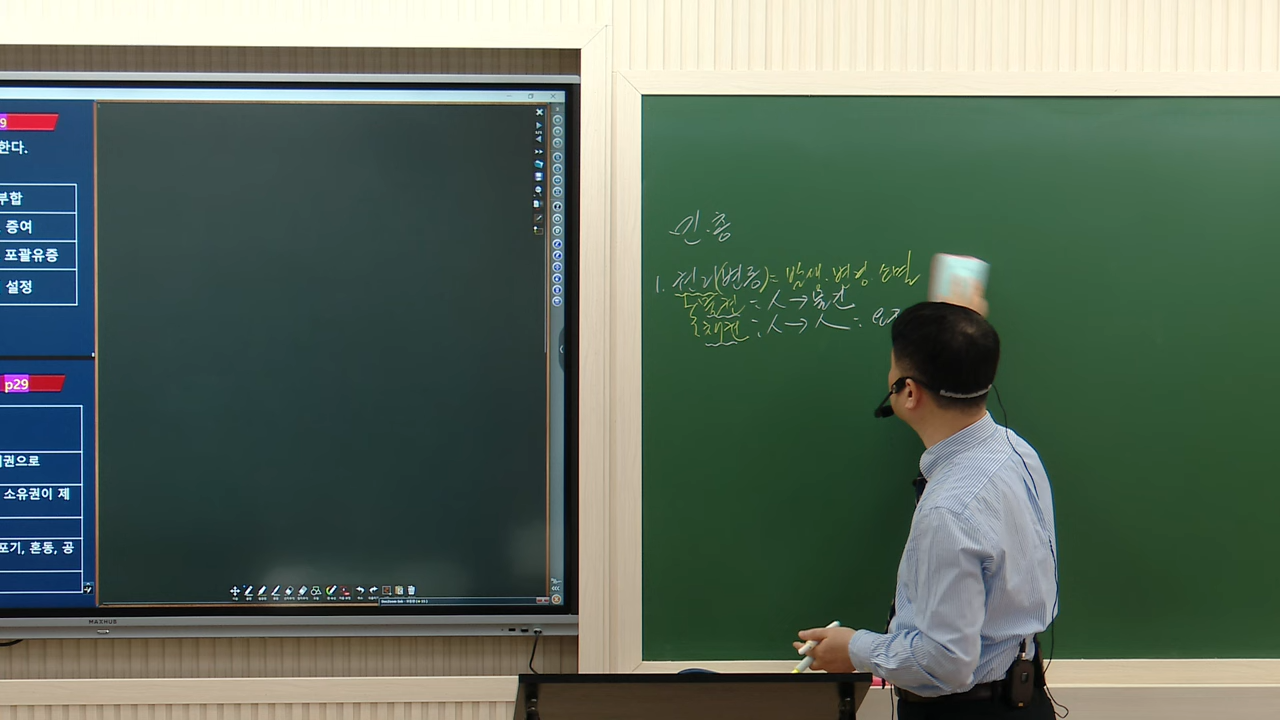 9
한다.
부합
증여
포괄유증
설정
p29
권으로
소유권이 제
포기, 혼동, 공
MAXHUB
민.총
1. 권리(변동)= 발생.변경.소멸
물권 : 人→물건
채권 : 人→人 :